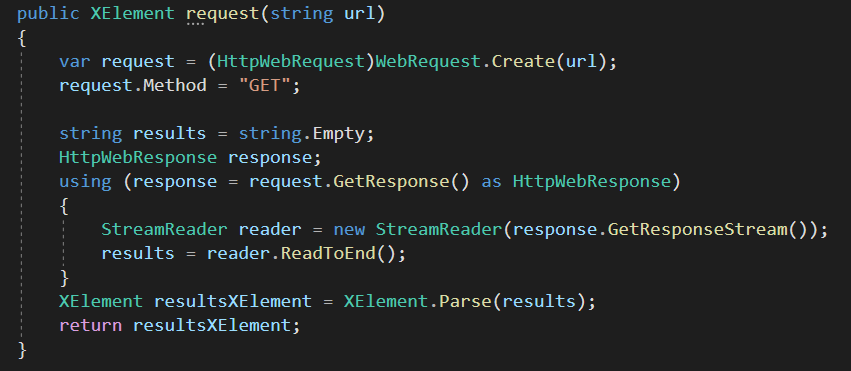 public XElement request(string url)
{
var request = (HttpWebRequest)WebRequest.Create(url);
request.Method = "GET";
string results = string.Empty;
HttpWebResponse response;
using (response = request.GetResponse() as HttpWebResponse)
{
StreamReader reader = new StreamReader(response.GetResponseStream());
results = reader.ReadToEnd();
}
XElement resultsXElement = XElement.Parse(results);
return resultsXElement;
}